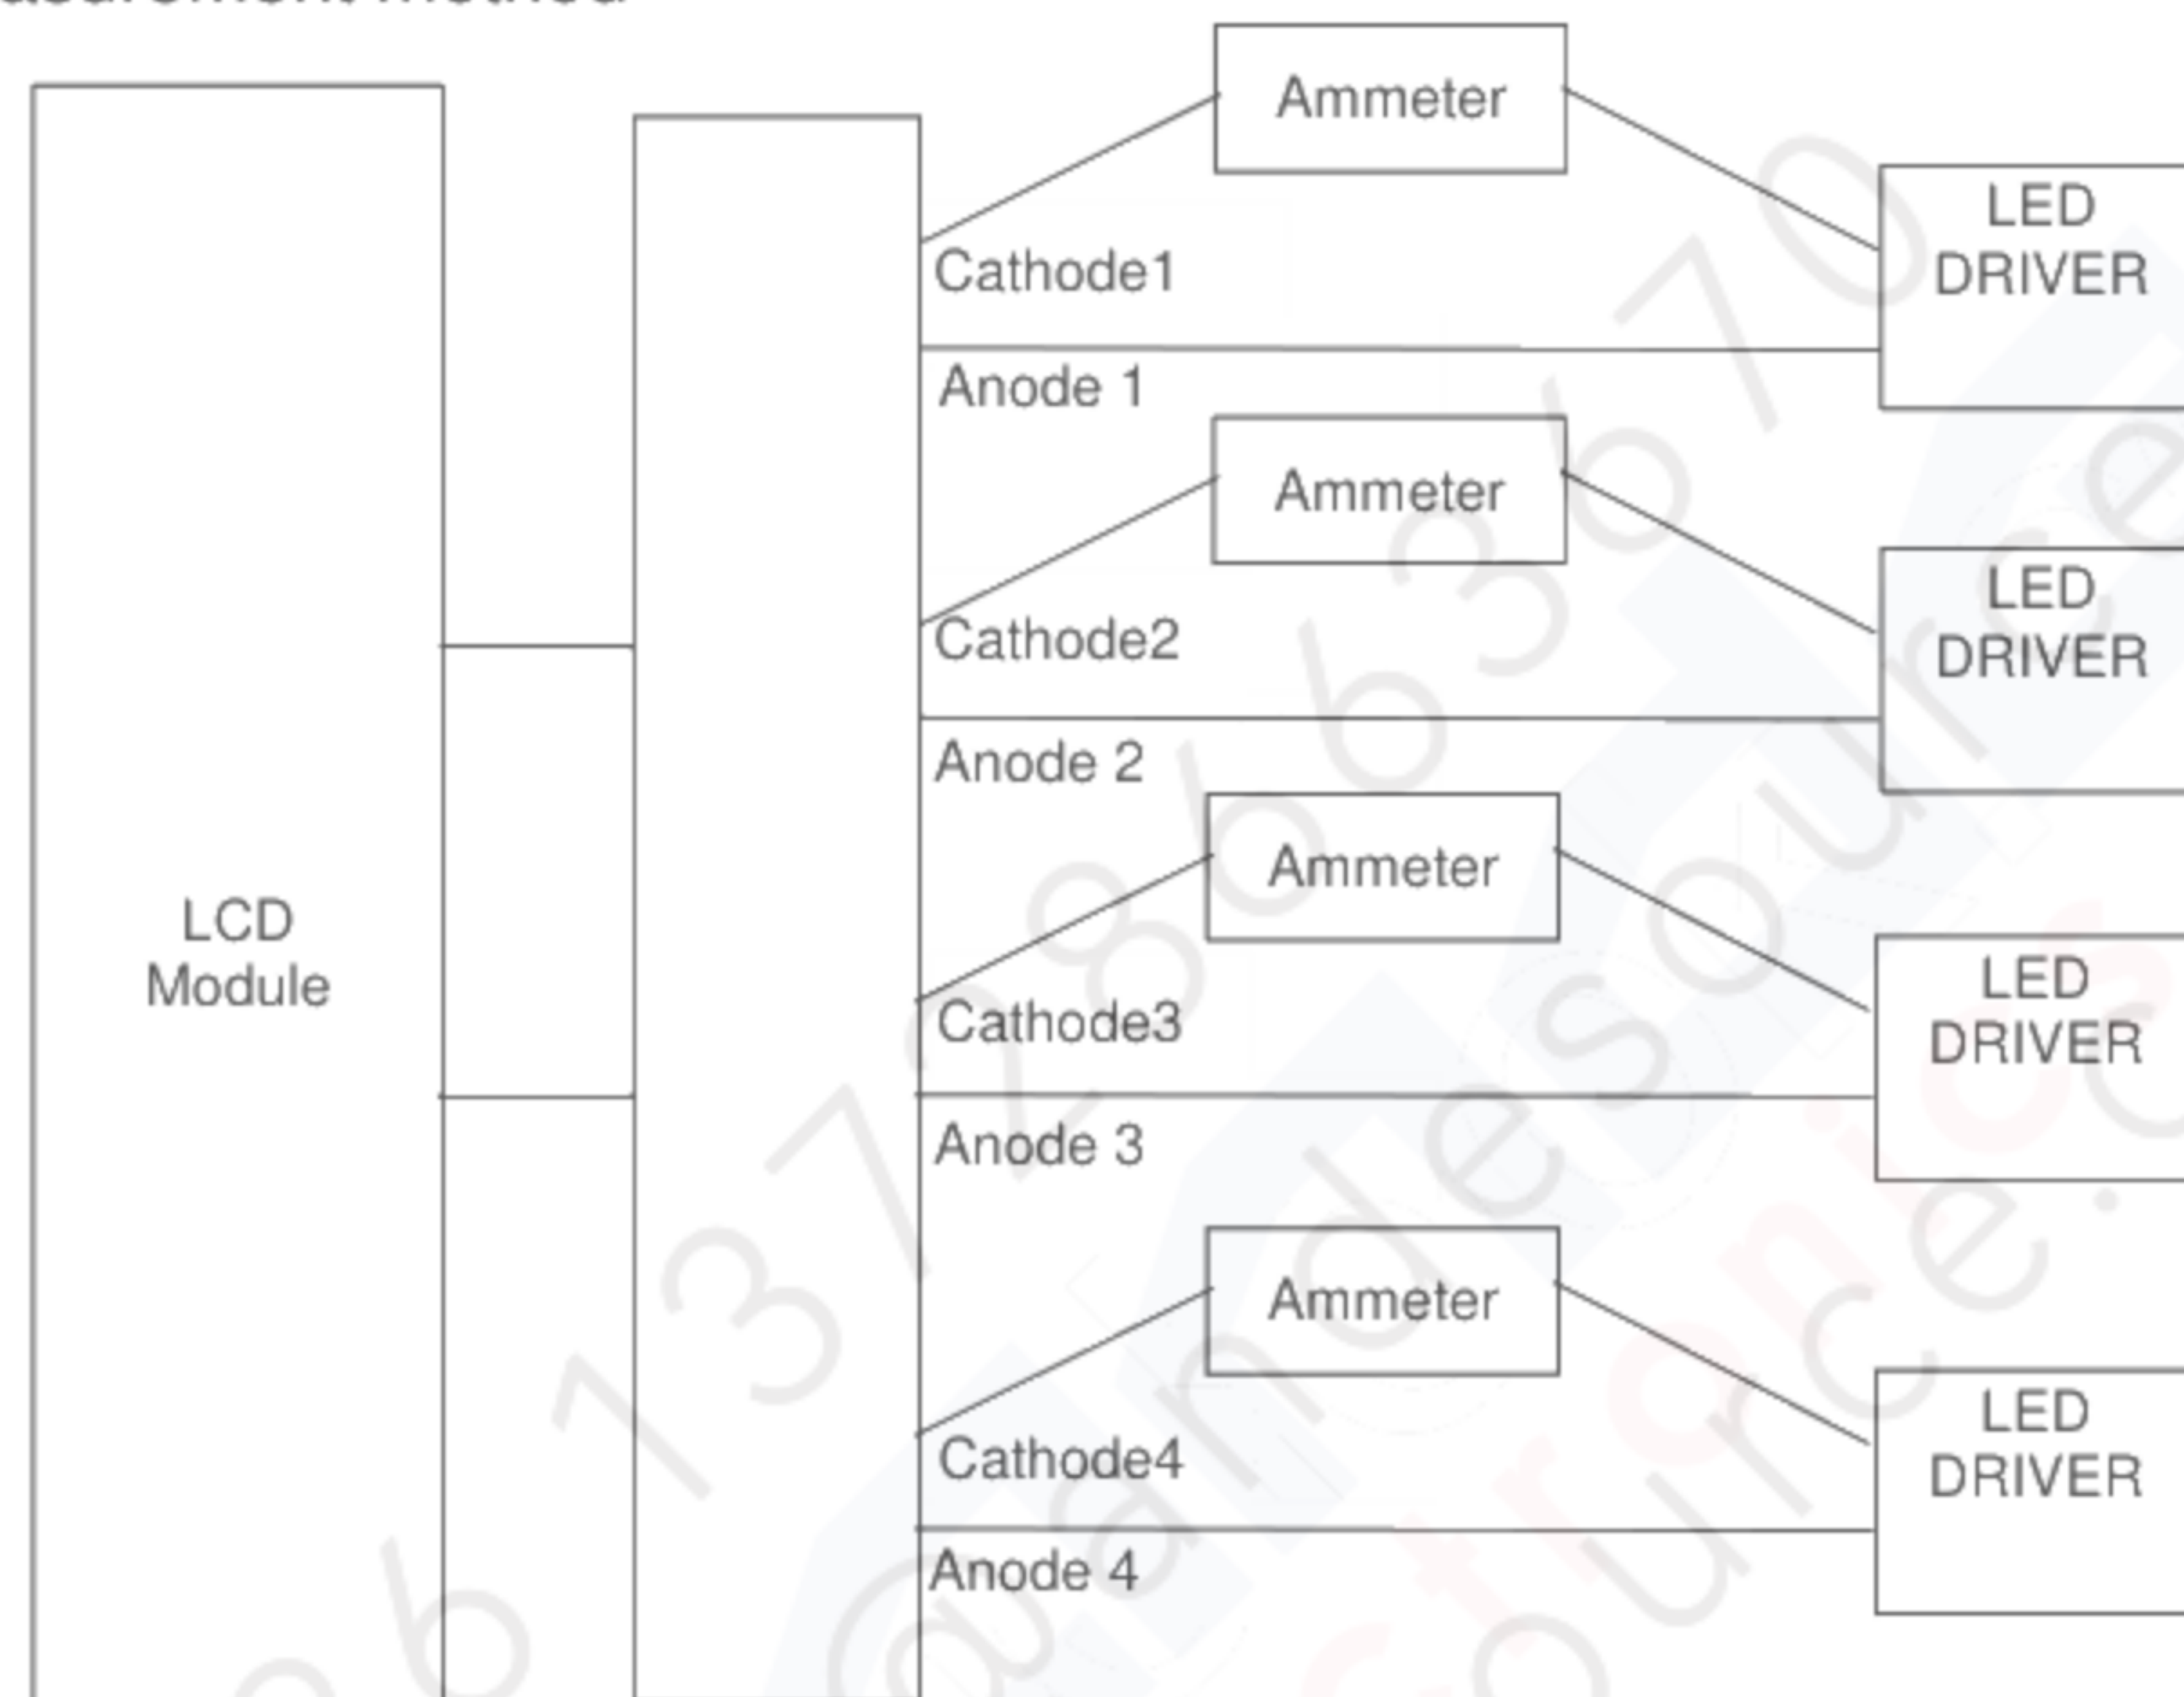 Ammeter
LED
DRIVER
Cathode1
Anode 1
Ammeter
LED
DRIVER
Cathode2
Anode 2
LCD
Module
Ammeter
LED
DRIVER
Cathode3
Anode 3
Ammeter
LED
DRIVER
Cathode4
Anode 4